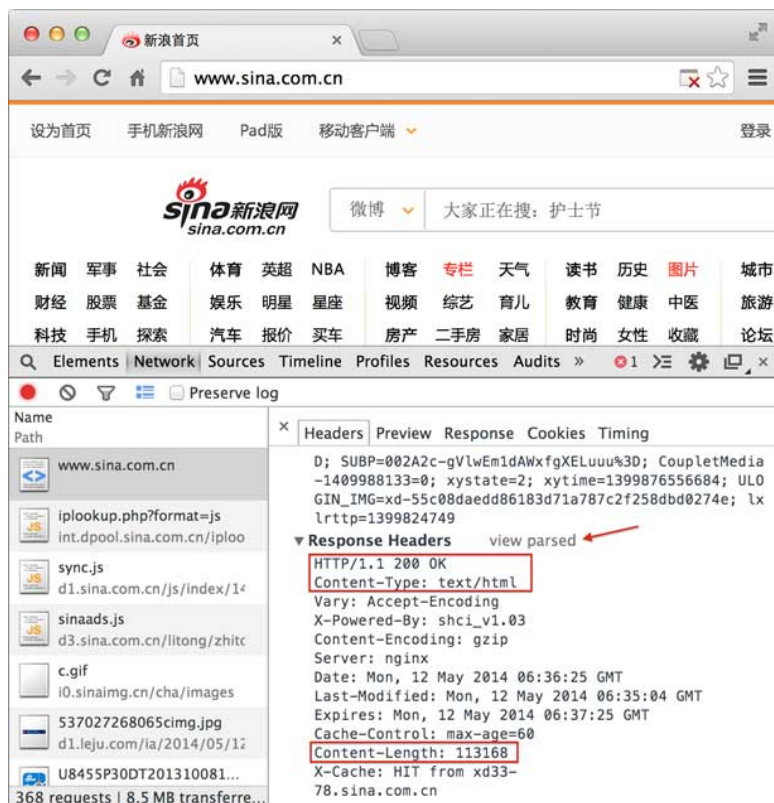 新浪首页
www.sina.com.cn
设为首页 手机新浪网 Pad版 移动客户端 登录
sina新浪网
sina.com.cn
微博 大家正在搜：护士节
新闻 军事 社会 体育 英超 NBA 博客 专栏 天气 读书 历史 图片 城市
财经 股票 基金 娱乐 明星 星座 视频 综艺 育儿 教育 健康 中医 旅游
科技 手机 探索 汽车 报价 买车 房产 二手房 家居 时尚 女性 收藏 论坛
Elements Network Sources Timeline Profiles Resources Audits » 1
Preserve log
Name
Path
www.sina.com.cn
iplookup.php?format=js
int.dpool.sina.com.cn/iploo
sync.js
d1.sina.com.cn/js/index/14
sinaads.js
d3.sina.com.cn/litong/zhitc
c.gif
i0.sinaimg.cn/cha/images
537027268065cimg.jpg
d1.leju.com/ia/2014/05/12
U8455P30DT201310081...
368 requests | 8.5 MB transferre...
× Headers Preview Response Cookies Timing
D; SUBP=002A2c-gVlwEm1dAWxfgXELuuu%3D; CoupletMedia
-1409988133=0; xystate=2; xytime=1399876556684; ULO
GIN_IMG=xd-55c08daedd86183d71a787c2f258dbd0274e; lx
lrttp=1399824749
Response Headers view parsed
HTTP/1.1 200 OK
Content-Type: text/html
Vary: Accept-Encoding
X-Powered-By: shci_v1.03
Content-Encoding: gzip
Server: nginx
Date: Mon, 12 May 2014 06:36:25 GMT
Last-Modified: Mon, 12 May 2014 06:35:04 GMT
Expires: Mon, 12 May 2014 06:37:25 GMT
Cache-Control: max-age=60
Content-Length: 113168
X-Cache: HIT from xd33-
78.sina.com.cn